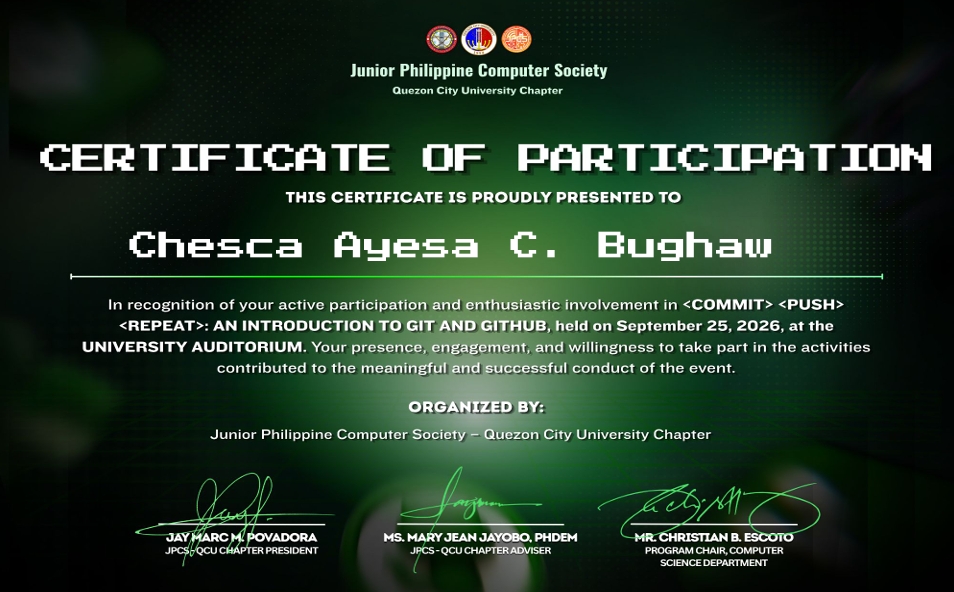 Junior Philippine Computer Society
Quezon City University Chapter
CERTIFICATE OF PARTICIPATION
THIS CERTIFICATE IS PROUDLY PRESENTED TO
Chesca Ayesa C. Bughaw
In recognition of your active participation and enthusiastic involvement in <COMMIT> <PUSH>
<REPEAT>: AN INTRODUCTION TO GIT AND GITHUB, held on September 25, 2026, at the
UNIVERSITY AUDITORIUM. Your presence, engagement, and willingness to take part in the activities
contributed to the meaningful and successful conduct of the event.
ORGANIZED BY:
Junior Philippine Computer Society – Quezon City University Chapter
JAY MARC M. POVADORA
JPCS - QCU CHAPTER PRESIDENT
MS. MARY JEAN JAYOBO, PHDEM
JPCS - QCU CHAPTER ADVISER
MR. CHRISTIAN B. ESCOTO
PROGRAM CHAIR, COMPUTER
SCIENCE DEPARTMENT